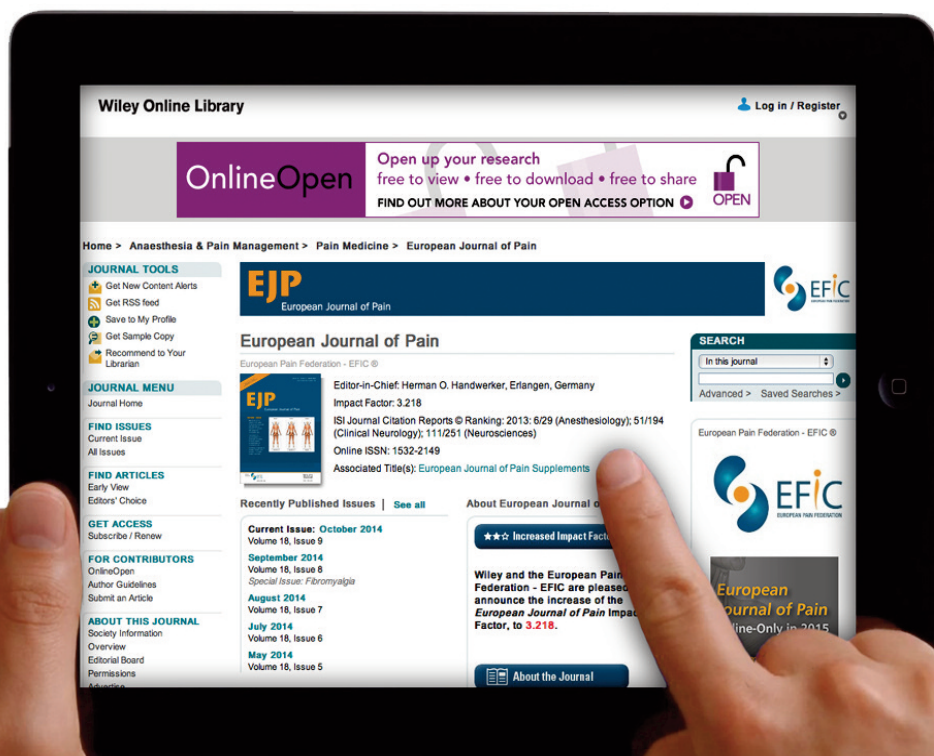 Wiley Online Library
Log in / Register
OnlineOpen
Open up your research
free to view • free to download • free to share
FIND OUT MORE ABOUT YOUR OPEN ACCESS OPTION
OPEN
Home > Anaesthesia & Pain Management > Pain Medicine > European Journal of Pain
JOURNAL TOOLS
Get New Content Alerts
Get RSS feed
Save to My Profile
Get Sample Copy
Recommend to Your
Librarian
JOURNAL MENU
Journal Home
FIND ISSUES
Current Issue
All Issues
FIND ARTICLES
Early View
Editors' Choice
GET ACCESS
Subscribe / Renew
FOR CONTRIBUTORS
OnlineOpen
Author Guidelines
Submit an Article
ABOUT THIS JOURNAL
Society Information
Overview
Editorial Board
Permissions
Advertise
EJP
European Journal of Pain
EFIC
European Journal of Pain
European Pain Federation - EFIC ®
EJP
Editor-in-Chief: Herman O. Handwerker, Erlangen, Germany
Impact Factor: 3.218
ISI Journal Citation Reports © Ranking: 2013: 6/29 (Anesthesiology); 51/194
(Clinical Neurology); 111/251 (Neurosciences)
Online ISSN: 1532-2149
Associated Title(s): European Journal of Pain Supplements
Recently Published Issues | See all
Current Issue: October 2014
Volume 18, Issue 9
September 2014
Volume 18, Issue 8
Special Issue: Fibromyalgia
August 2014
Volume 18, Issue 7
July 2014
Volume 18, Issue 6
May 2014
Volume 18, Issue 5
About European Journal o
Increased Impact Facto
Wiley and the European Pain
Federation - EFIC are pleased
announce the increase of the
European Journal of Pain Impa
Factor, to 3.218.
About the Journal
SEARCH
In this journal
Advanced > Saved Searches >
European Pain Federation - EFIC ®
EFIC
EUROPEAN PAIN FEDERATION
European
ournal of Pain
line-Only in 2015